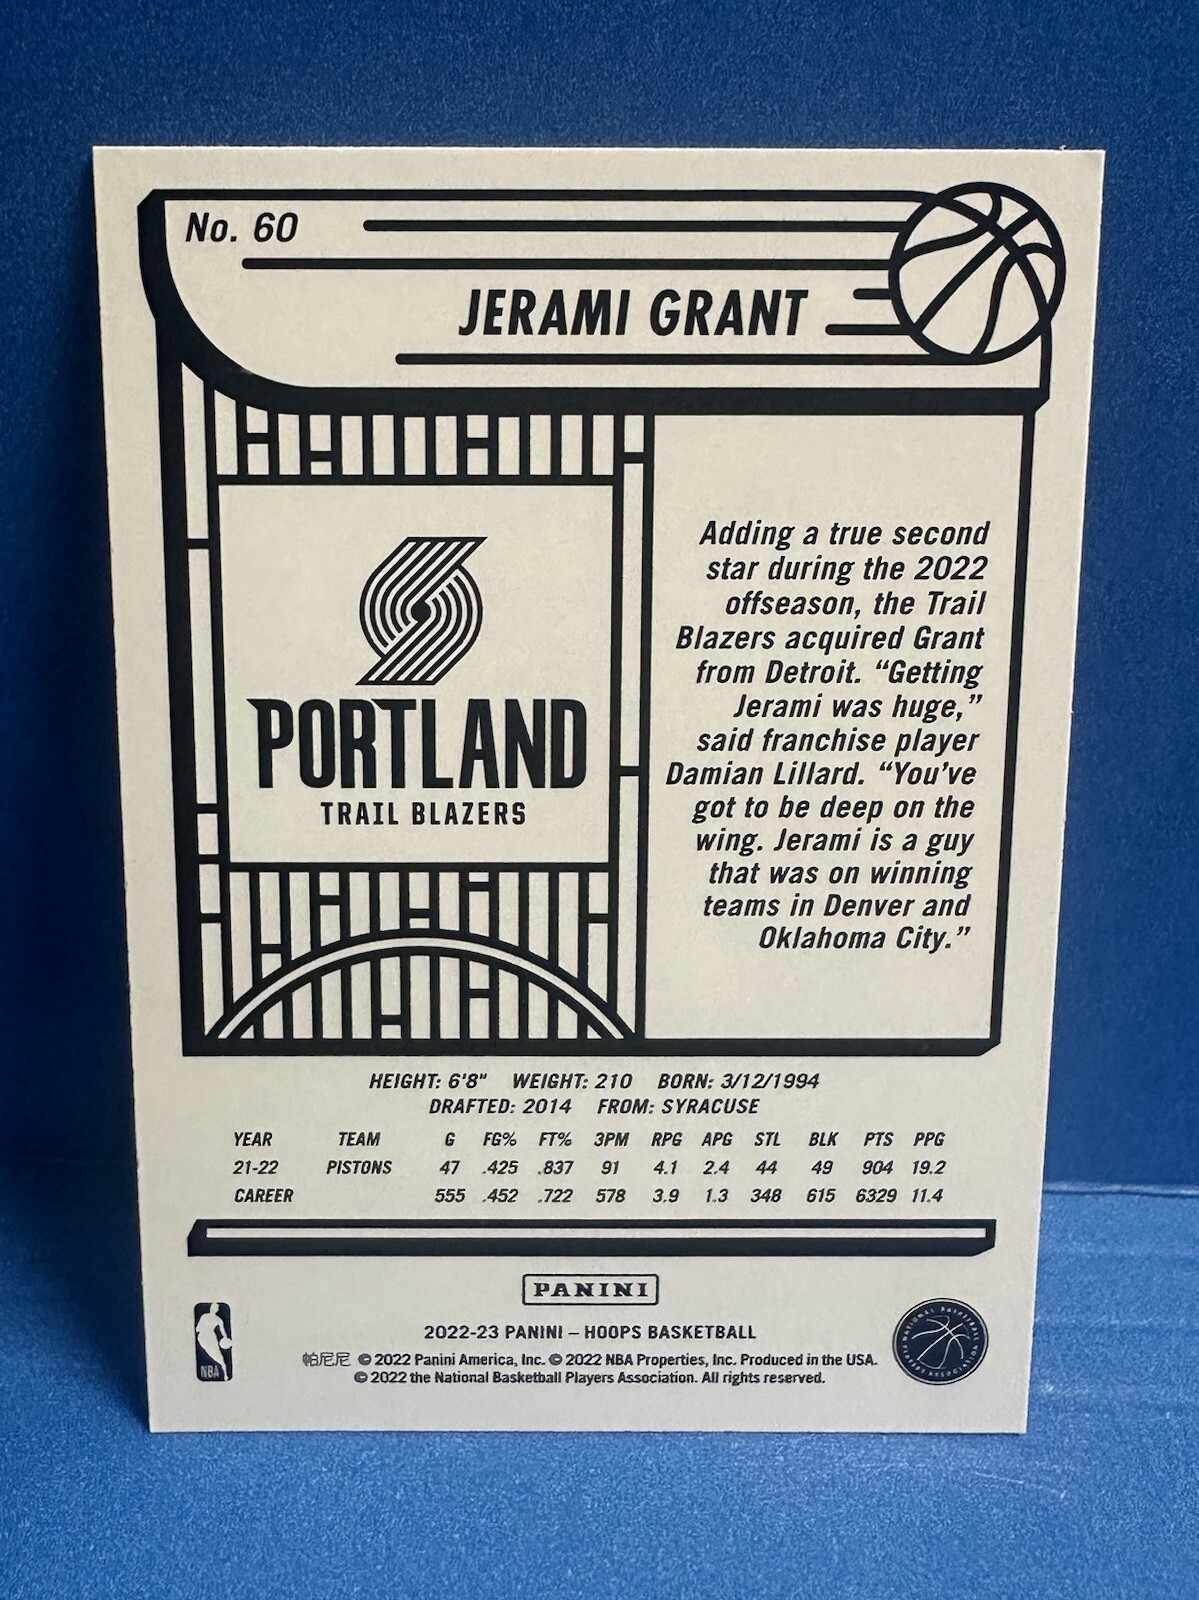 No. 60
JERAMI GRANT
PORTLAND
TRAIL BLAZERS
Adding a true second
star during the 2022
offseason, the Trail
Blazers acquired Grant
from Detroit. “Getting
Jerami was huge,”
said franchise player
Damian Lillard. “You’ve
got to be deep on the
wing. Jerami is a guy
that was on winning
teams in Denver and
Oklahoma City.”
HEIGHT: 6'8" WEIGHT: 210 BORN: 3/12/1994
DRAFTED: 2014 FROM: SYRACUSE
YEAR TEAM G FG% FT% 3PM RPG APG STL BLK PTS PPG
21-22 PISTONS 47 .425 .837 91 4.1 2.4 44 49 904 19.2
CAREER 555 .452 .722 578 3.9 1.3 348 615 6329 11.4
PANINI
2022-23 PANINI – HOOPS BASKETBALL
帕尼尼 © 2022 Panini America, Inc. © 2022 NBA Properties, Inc. Produced in the USA.
© 2022 the National Basketball Players Association. All rights reserved.
NBA
NATIONAL BASKETBALL PLAYERS ASSOCIATION